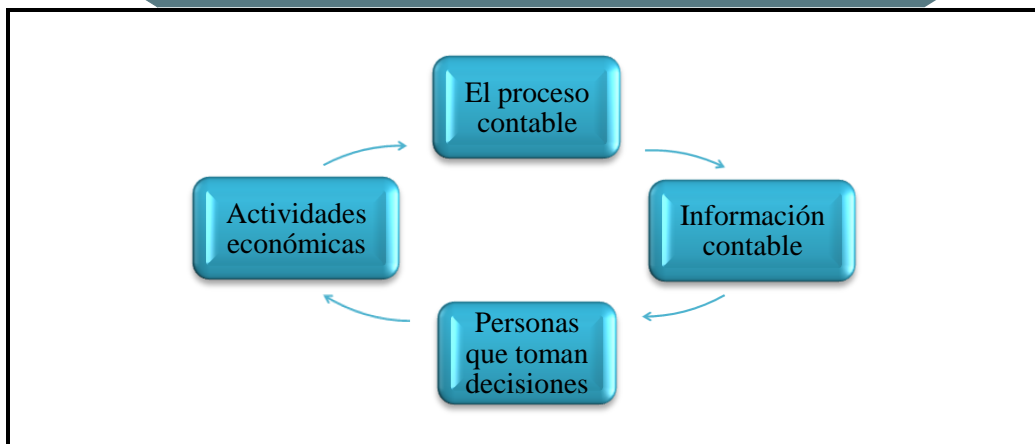 El proceso
contable
Actividades
económicas
Información
contable
Personas
que toman
decisiones